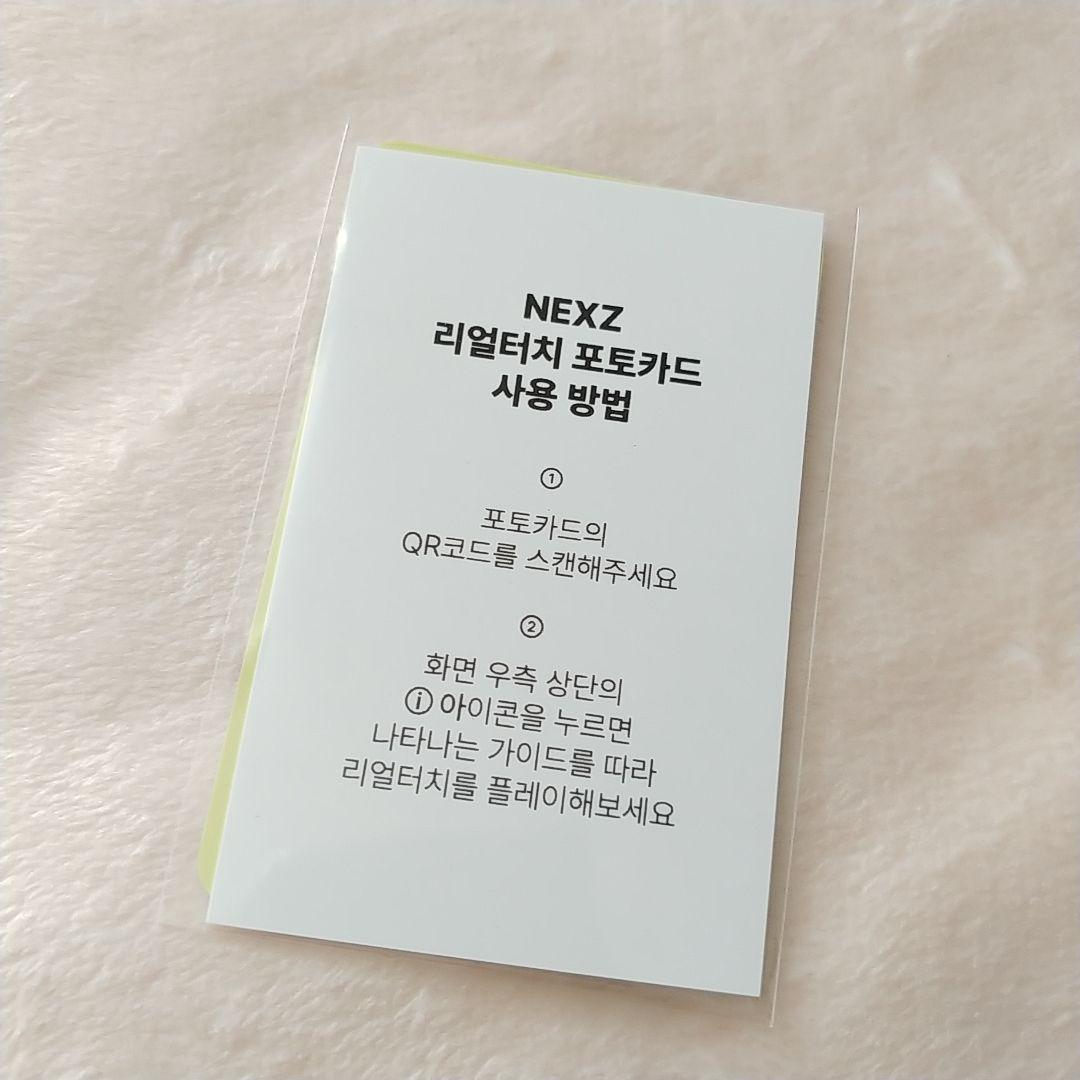 NEXZ
리얼터치 포토카드
사용 방법
①
포토카드의
QR코드를 스캔해주세요
②
화면 우측 상단의
ⓘ 아이콘을 누르면
나타나는 가이드를 따라
리얼터치를 플레이해보세요